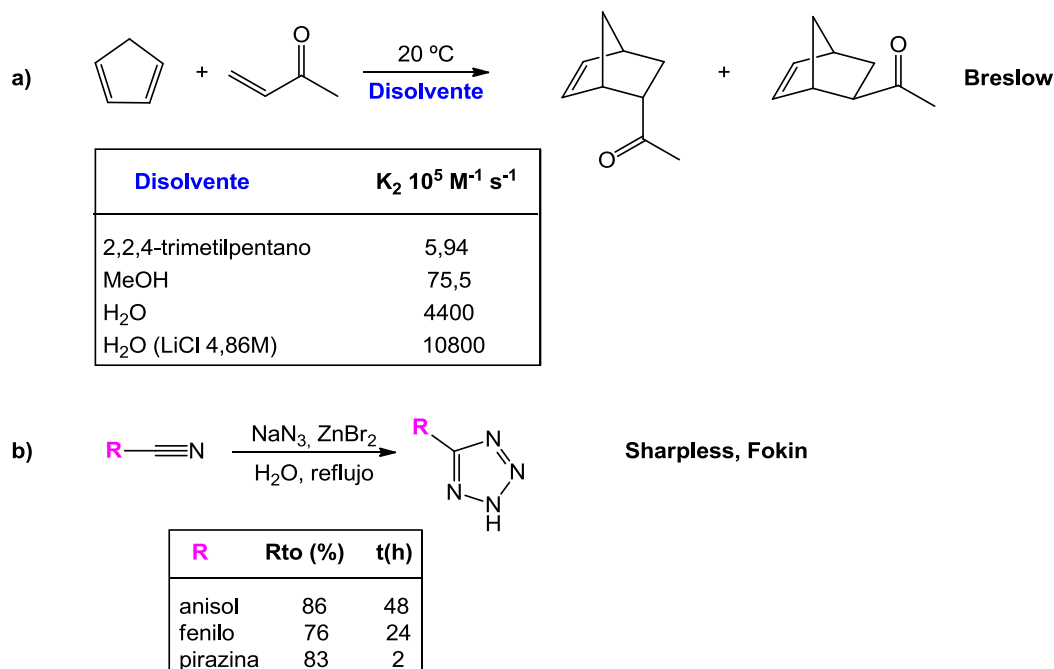 a)
+
O
20 ºC
Disolvente
O
+
O
Breslow
Disolvente K₂ 10⁵ M⁻¹ s⁻¹
2,2,4-trimetilpentano 5,94
MeOH 75,5
H₂O 4400
H₂O (LiCl 4,86M) 10800
b)
R N
NaN₃, ZnBr₂
H₂O, reflujo
R
N
N
N
N
H
Sharpless, Fokin
R Rto (%) t(h)
anisol 86 48
fenilo 76 24
pirazina 83 2